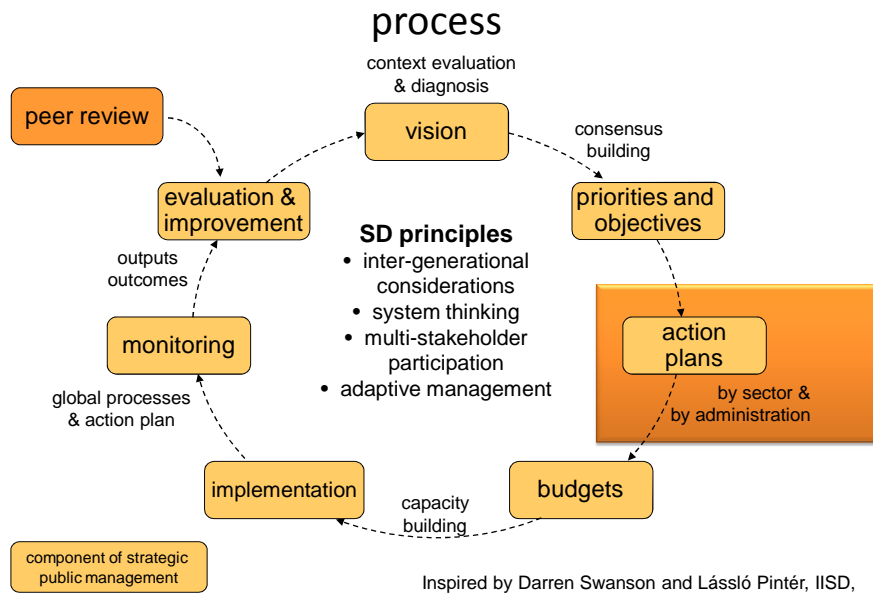 process
context evaluation
& diagnosis
peer review
vision
consensus
building
evaluation &
improvement
priorities and
objectives
SD principles
• inter-generational
considerations
• system thinking
• multi-stakeholder
participation
• adaptive management
outputs
outcomes
monitoring
action
plans
global processes
& action plan
by sector &
by administration
implementation
budgets
capacity
building
component of strategic
public management
Inspired by Darren Swanson and Lássló Pintér, IISD,